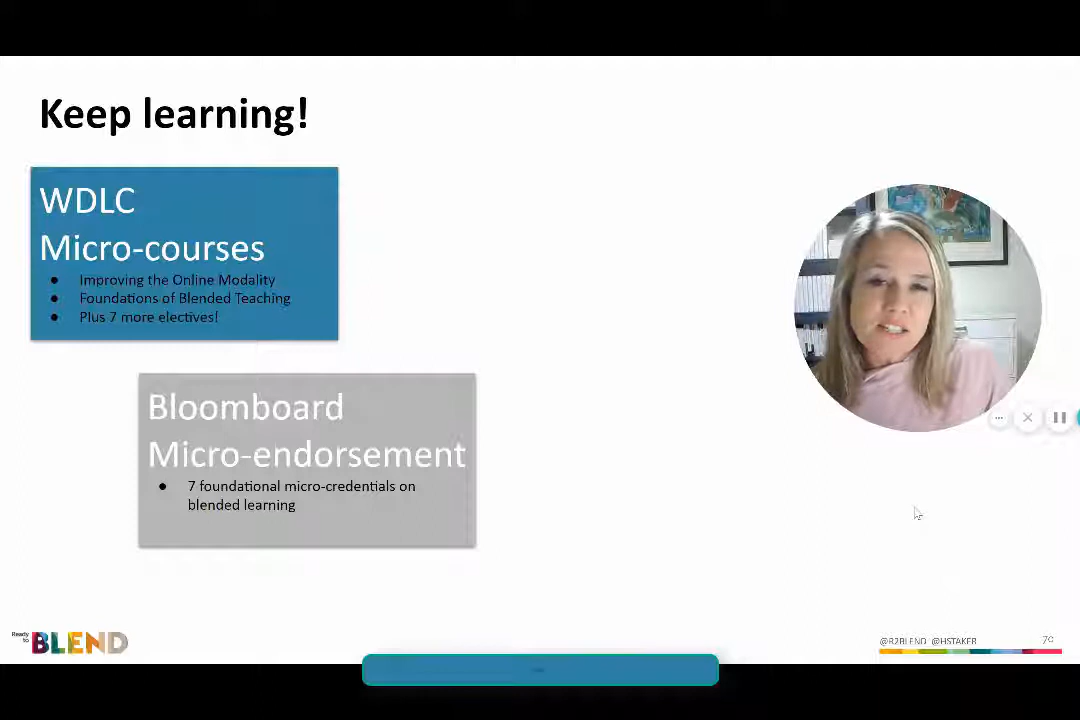 Keep learning!
WDLC
Micro-courses
● Improving the Online Modality
● Foundations of Blended Teaching
● Plus 7 more electives!
Bloomboard
Micro-endorsement
● 7 foundational micro-credentials on
blended learning
Ready
to
BLEND
@R2BLEND @HSTAKER
70